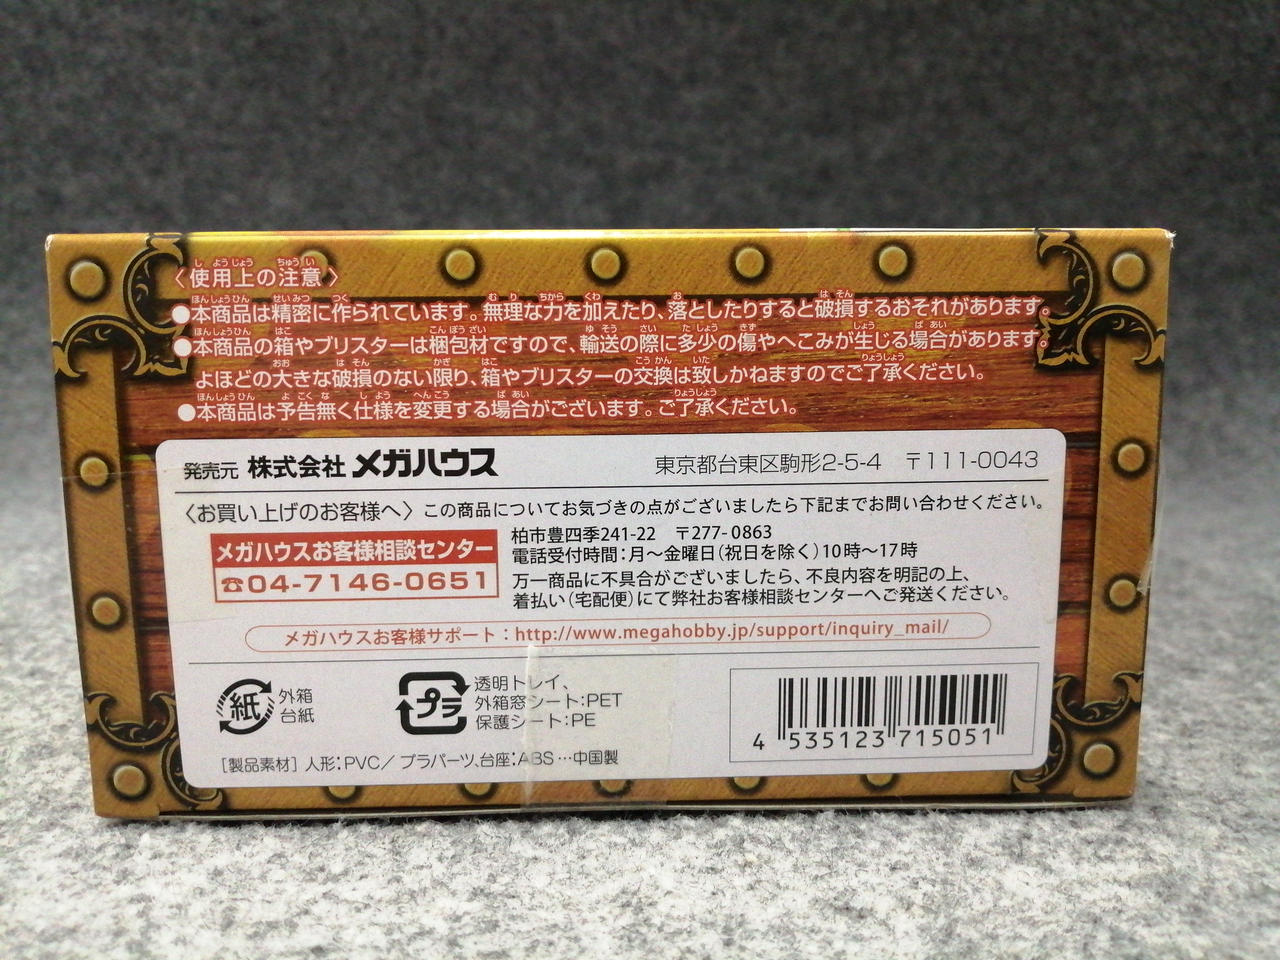 〈使用上の注意〉
●本商品は精密に作られています。無理な力を加えたり、落としたりすると破損するおそれがあります。
●本商品の箱やブリスターは梱包材ですので、輸送の際に多少の傷やへこみが生じる場合があります。
よほどの大きな破損のない限り、箱やブリスターの交換は致しかねますのでご了承ください。
●本商品は予告無く仕様を変更する場合がございます。ご了承ください。
発売元 株式会社メガハウス 東京都台東区駒形2-5-4 〒111-0043
〈お買い上げのお客様へ〉この商品についてお気づきの点がございましたら下記までお問い合わせください。
メガハウスお客様相談センター
☎04-7146-0651
柏市豊四季241-22 〒277-0863
電話受付時間:月〜金曜日(祝日を除く)10時〜17時
万一商品に不具合がございましたら、不良内容を明記の上、
着払い(宅配便)にて弊社お客様相談センターへご発送ください。
メガハウスお客様サポート:http://www.megahobby.jp/support/inquiry_mail/
紙 外箱
台紙
プラ 透明トレイ、
外箱窓シート:PET
保護シート:PE
[製品素材] 人形:PVC/プラパーツ、台座:ABS…中国製
4 535123 715051